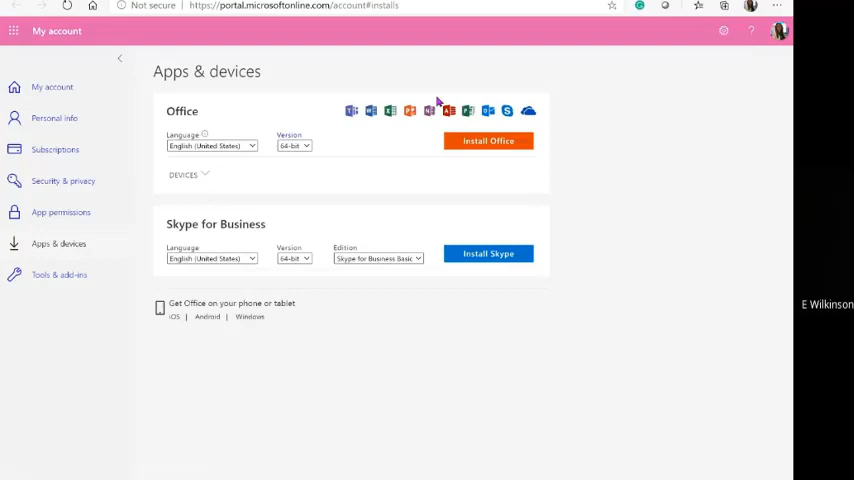 Not secure | https://portal.microsoftonline.com/account#installs
My account
?
Apps & devices
My account
Personal info
Subscriptions
Security & privacy
App permissions
Apps & devices
Tools & add-ins
Office
Language Version
English (United States) 64-bit Install Office
DEVICES
Skype for Business
Language Version Edition
English (United States) 64-bit Skype for Business Basic Install Skype
Get Office on your phone or tablet
iOS | Android | Windows
E Wilkinson